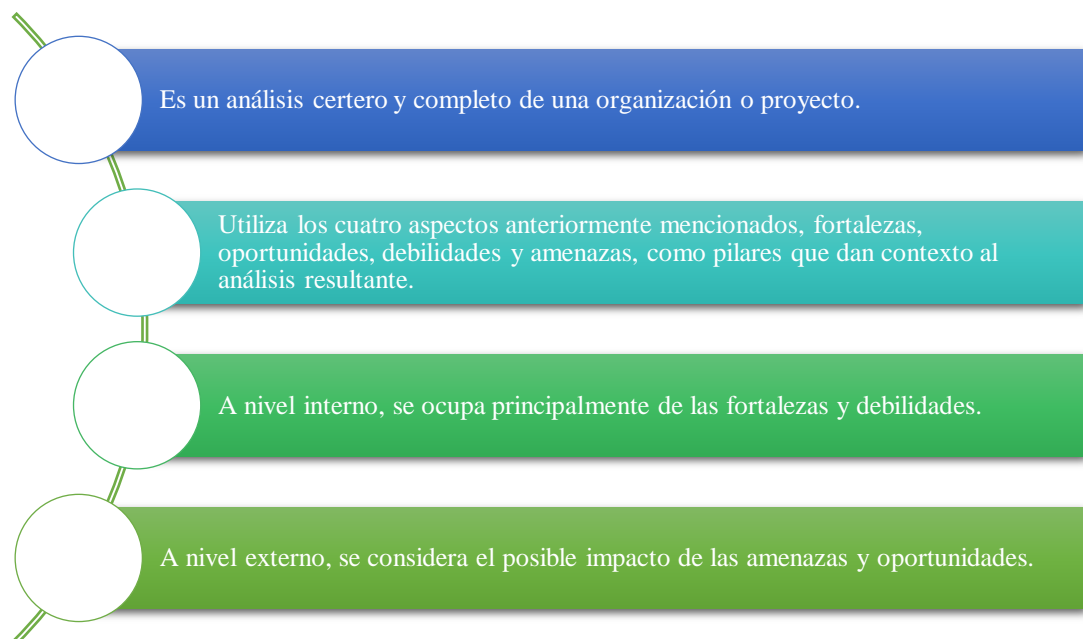 Es un análisis certero y completo de una organización o proyecto.
Utiliza los cuatro aspectos anteriormente mencionados, fortalezas,
oportunidades, debilidades y amenazas, como pilares que dan contexto al
análisis resultante.
A nivel interno, se ocupa principalmente de las fortalezas y debilidades.
A nivel externo, se considera el posible impacto de las amenazas y oportunidades.